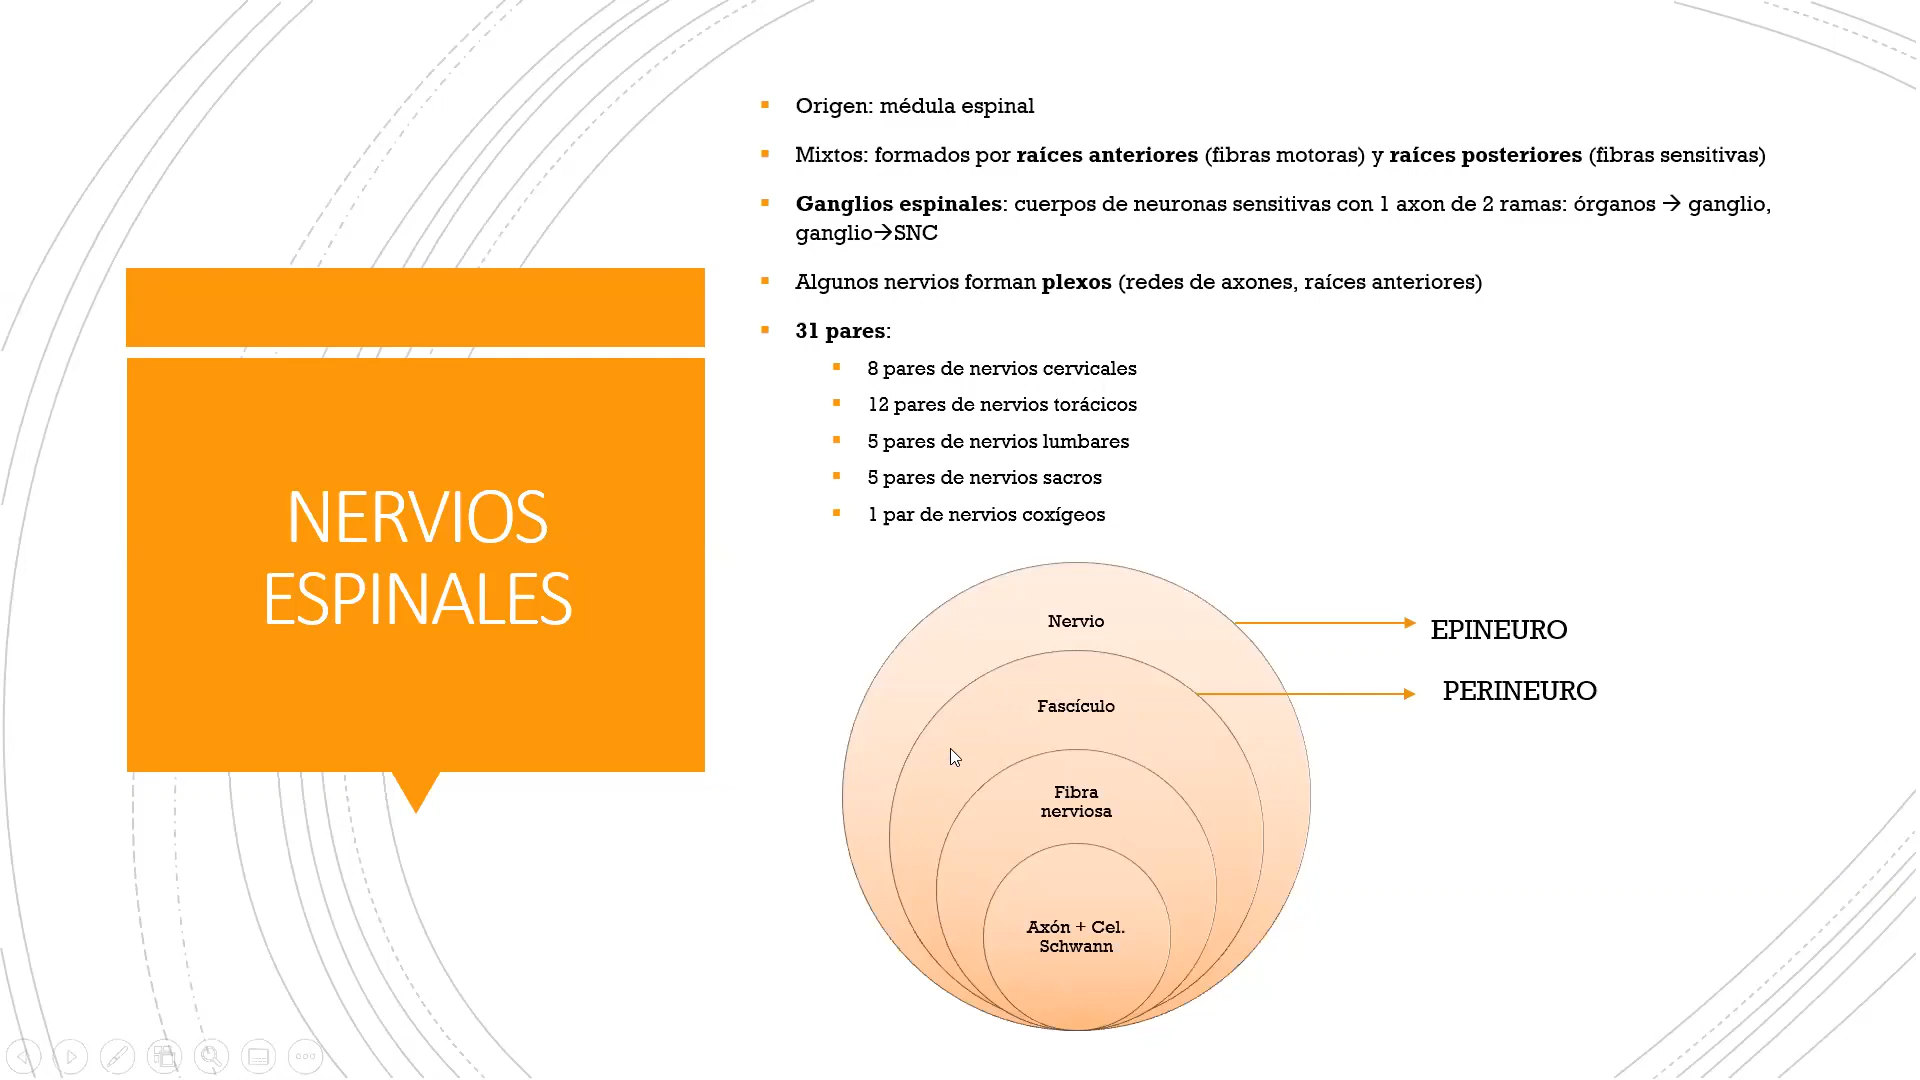 NERVIOS
ESPINALES
Origen: médula espinal
Mixtos: formados por raíces anteriores (fibras motoras) y raíces posteriores (fibras sensitivas)
Ganglios espinales: cuerpos de neuronas sensitivas con 1 axon de 2 ramas: órganos → ganglio,
ganglio→SNC
Algunos nervios forman plexos (redes de axones, raíces anteriores)
31 pares:
8 pares de nervios cervicales
12 pares de nervios torácicos
5 pares de nervios lumbares
5 pares de nervios sacros
1 par de nervios coxígeos
Nervio
EPINEURO
Fascículo
PERINEURO
Fibra
nerviosa
Axón + Cel.
Schwann